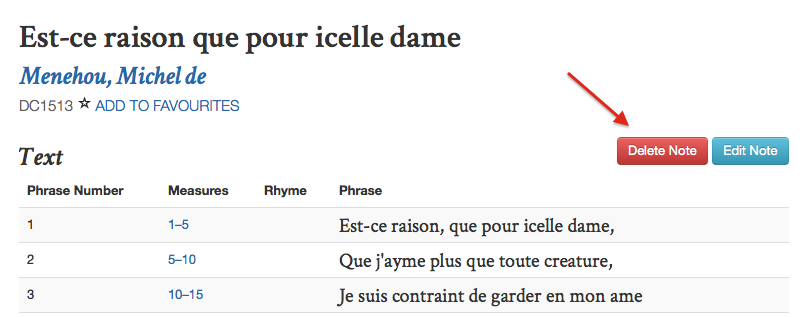 Est-ce raison que pour icelle dame
Menehou, Michel de
DC1513 ☆ ADD TO FAVOURITES
Text
Delete Note Edit Note
Phrase Number Measures Rhyme Phrase
1 1–5 Est-ce raison, que pour icelle dame,
2 5–10 Que j'ayme plus que toute creature,
3 10–15 Je suis contraint de garder en mon ame